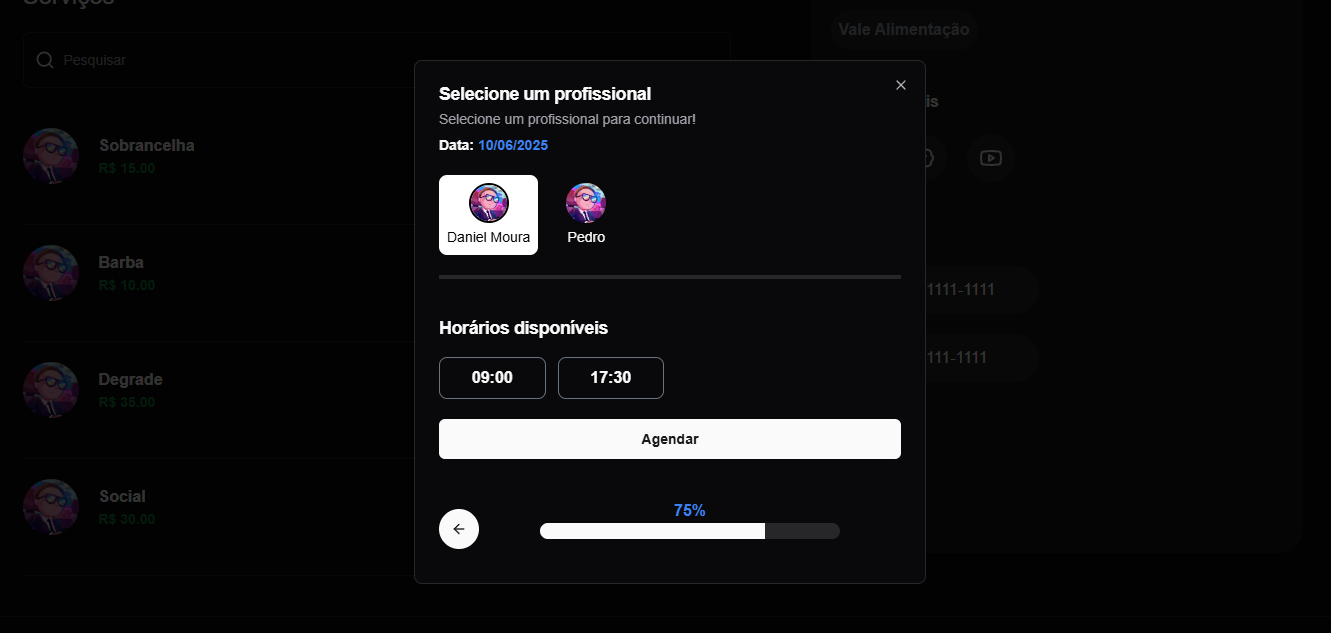 Serviços
Pesquisar
Sobrancelha
R$ 15.00
Barba
R$ 10.00
Degrade
R$ 35.00
Social
R$ 30.00
Vale Alimentação
is
1111-1111
111-1111
Selecione um profissional
Selecione um profissional para continuar!
Data: 10/06/2025
Daniel Moura
Pedro
Horários disponíveis
09:00
17:30
Agendar
75%